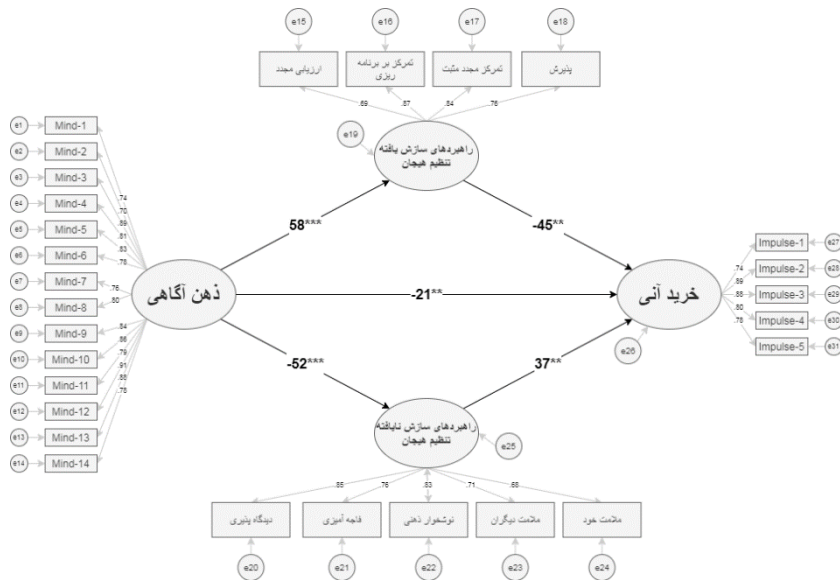 e15
e16
e17
e18
ارزیابی مجدد
تمرکز بر برنامه
ریزی
تمرکز مجدد مثبت
پذیرش
.69
.87
.84
.76
e19
راهبردهای سازش یافته
تنظیم هیجان
e1
Mind-1
e2
Mind-2
e3
Mind-3
e4
Mind-4
e5
Mind-5
e6
Mind-6
e7
Mind-7
e8
Mind-8
e9
Mind-9
e10
Mind-10
e11
Mind-11
e12
Mind-12
e13
Mind-13
e14
Mind-14
.74
.70
.89
.81
.83
.78
.76
.80
.84
.86
.79
.91
.88
.78
ذهن آگاهی
58***
-45**
-21**
-52***
37**
خرید آنی
e26
Impulse-1
e27
Impulse-2
e28
Impulse-3
e29
Impulse-4
e30
Impulse-5
e31
.74
.89
.88
.80
.78
راهبردهای سازش نایافته
تنظیم هیجان
e25
.85
.76
.83
.71
.68
دیدگاه پذیری
فاجعه آمیزی
نوشخوار ذهنی
ملامت دیگران
ملامت خود
e20
e21
e22
e23
e24